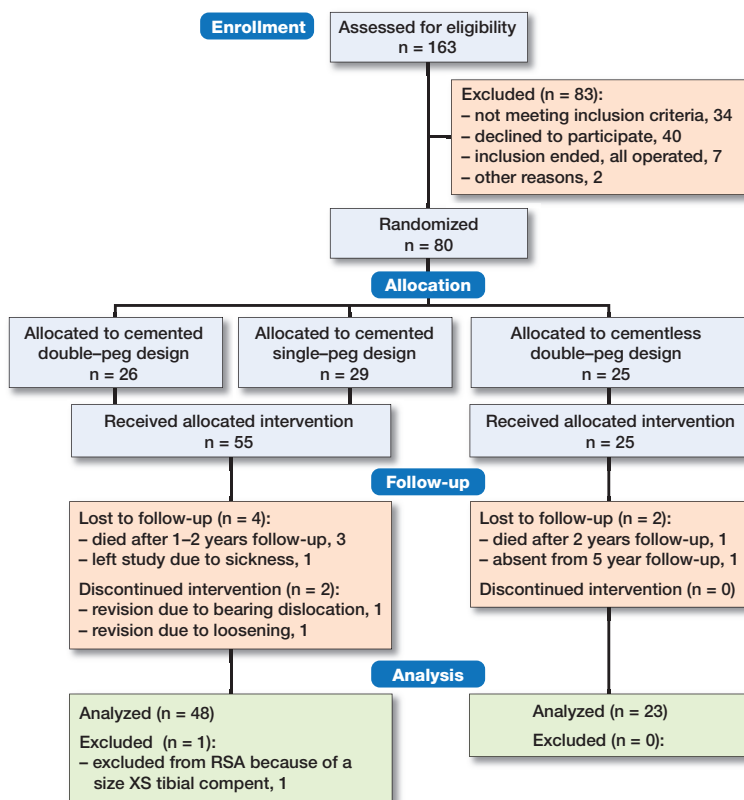 Enrollment
Assessed for eligibility
n = 163
Excluded (n = 83):
– not meeting inclusion criteria, 34
– declined to participate, 40
– inclusion ended, all operated, 7
– other reasons, 2
Randomized
n = 80
Allocation
Allocated to cemented
double–peg design
n = 26
Allocated to cemented
single–peg design
n = 29
Allocated to cementless
double–peg design
n = 25
Received allocated intervention
n = 55
Received allocated intervention
n = 25
Follow-up
Lost to follow-up (n = 4):
– died after 1–2 years follow-up, 3
– left study due to sickness, 1
Discontinued intervention (n = 2):
– revision due to bearing dislocation, 1
– revision due to loosening, 1
Lost to follow-up (n = 2):
– died after 2 years follow-up, 1
– absent from 5 year follow-up, 1
Discontinued intervention (n = 0)
Analysis
Analyzed (n = 48)
Excluded (n = 1):
– excluded from RSA because of a
size XS tibial compent, 1
Analyzed (n = 23)
Excluded (n = 0):